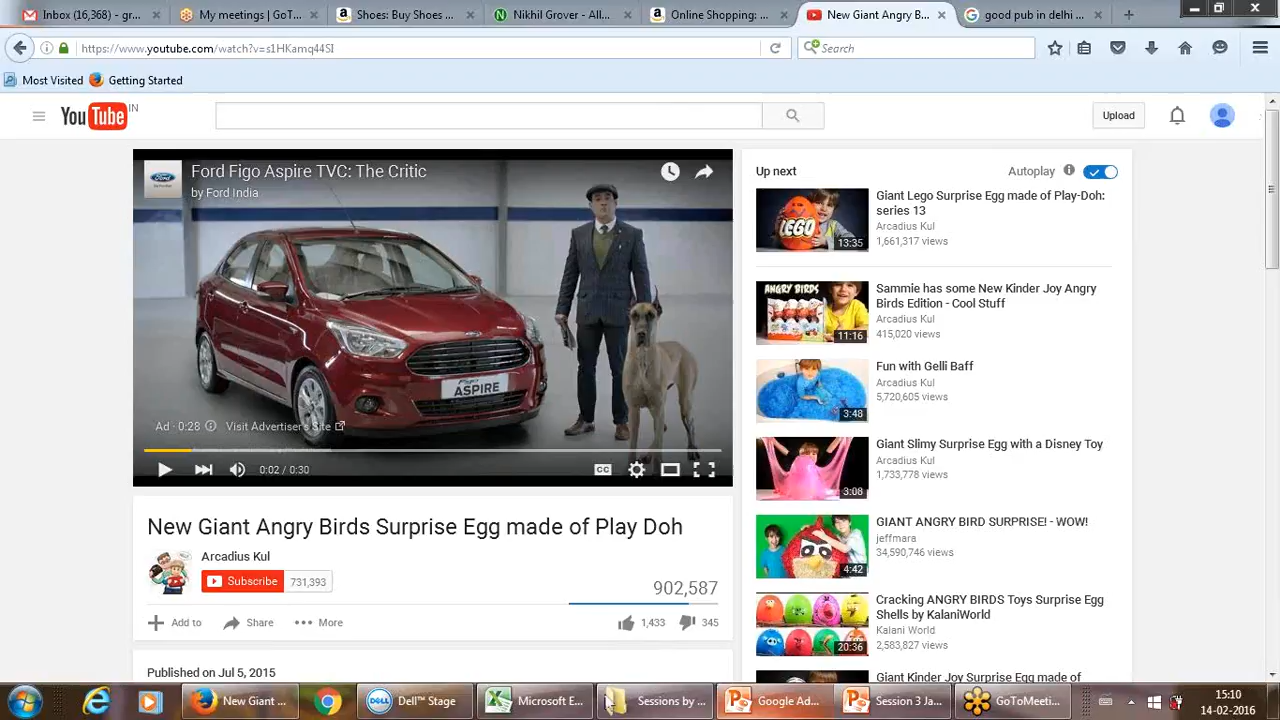 Inbox (16,368) - gr...
My meetings | GoT...
Shoes: Buy Shoes ...
Nikhil Grover - All...
Online Shopping: ...
New Giant Angry B...
good pub in delhi ...
https://www.youtube.com/watch?v=s1HKamq44SI
Search
Most Visited
Getting Started
YouTube IN
Upload
Ford Figo Aspire TVC: The Critic
by Ford India
Ford
Figo
ASPIRE
Ad · 0:28
Visit Advertiser's Site
0:02 / 0:30
CC
New Giant Angry Birds Surprise Egg made of Play Doh
Arcadius Kul
Subscribe 731,393
902,587
Add to
Share
More
1,433
345
Published on Jul 5, 2015
Up next
Autoplay
LEGO
13:35
Giant Lego Surprise Egg made of Play-Doh:
series 13
Arcadius Kul
1,661,317 views
ANGRY BIRDS
11:16
Sammie has some New Kinder Joy Angry
Birds Edition - Cool Stuff
Arcadius Kul
415,020 views
3:48
Fun with Gelli Baff
Arcadius Kul
5,720,605 views
3:08
Giant Slimy Surprise Egg with a Disney Toy
Arcadius Kul
1,733,778 views
4:42
GIANT ANGRY BIRD SURPRISE! - WOW!
jeffmara
34,590,746 views
20:36
Cracking ANGRY BIRDS Toys Surprise Egg
Shells by KalaniWorld
Kalani World
2,583,827 views
Giant Kinder Joy Surprise Egg made of
New Giant ...
Dell™ Stage
Microsoft E...
Sessions by ...
Google Ad...
Session 3 Ja...
GoToMeeti...
15:10
14-02-2016